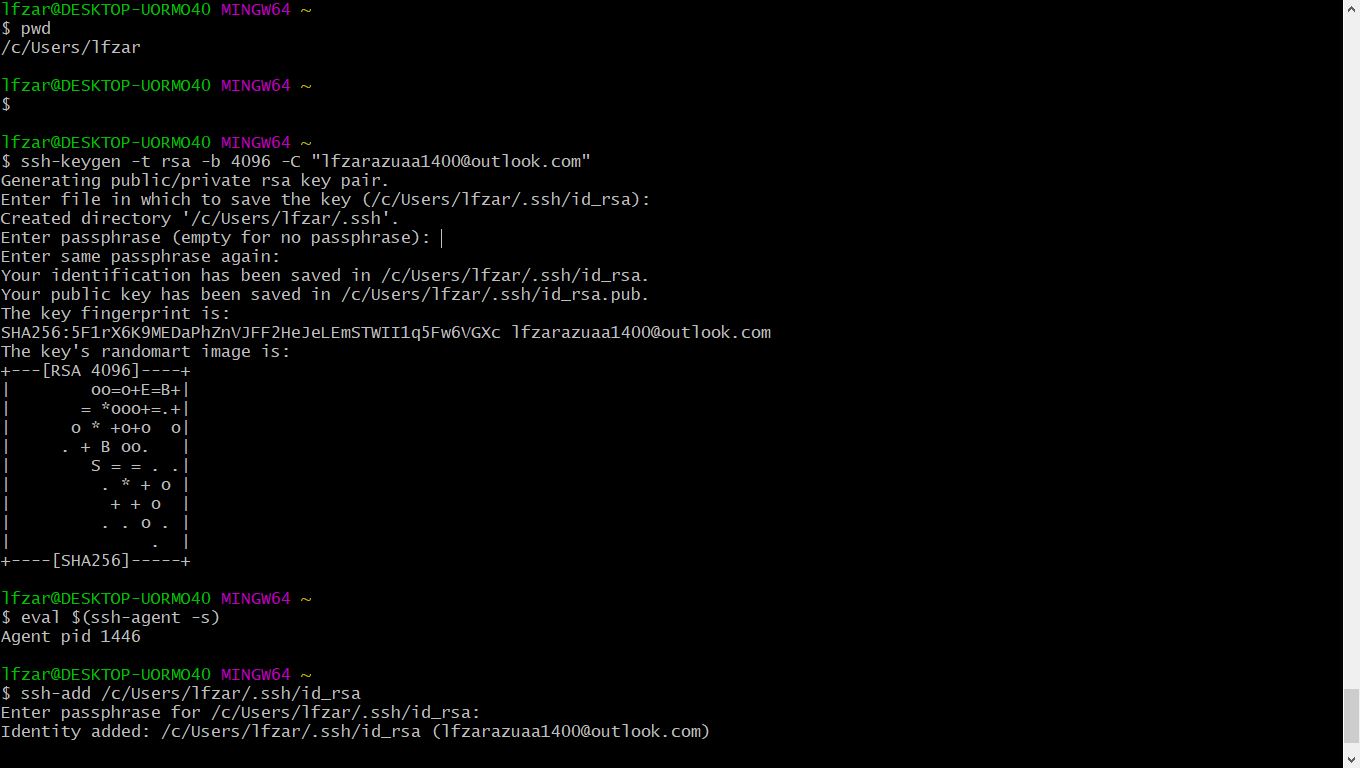 lfzar@DESKTOP-UORMO4O MINGW64 ~
$ pwd
/c/Users/lfzar

lfzar@DESKTOP-UORMO4O MINGW64 ~
$

lfzar@DESKTOP-UORMO4O MINGW64 ~
$ ssh-keygen -t rsa -b 4096 -C "lfzarazuaa1400@outlook.com"
Generating public/private rsa key pair.
Enter file in which to save the key (/c/Users/lfzar/.ssh/id_rsa):
Created directory '/c/Users/lfzar/.ssh'.
Enter passphrase (empty for no passphrase):
Enter same passphrase again:
Your identification has been saved in /c/Users/lfzar/.ssh/id_rsa.
Your public key has been saved in /c/Users/lfzar/.ssh/id_rsa.pub.
The key fingerprint is:
SHA256:5F1rX6K9MEDaPhZnVJFF2HeJeLEmSTWII1q5Fw6VGXc lfzarazuaa1400@outlook.com
The key's randomart image is:
+---[RSA 4096]----+
|        oo=o+E=B+|
|       = *ooo+=.+|
|      o * +o+o  o|
|     . + B oo.   |
|        S = = . .|
|         . * + o |
|          + + o  |
|         . . o . |
|              .  |
+----[SHA256]-----+

lfzar@DESKTOP-UORMO4O MINGW64 ~
$ eval $(ssh-agent -s)
Agent pid 1446

lfzar@DESKTOP-UORMO4O MINGW64 ~
$ ssh-add /c/Users/lfzar/.ssh/id_rsa
Enter passphrase for /c/Users/lfzar/.ssh/id_rsa:
Identity added: /c/Users/lfzar/.ssh/id_rsa (lfzarazuaa1400@outlook.com)